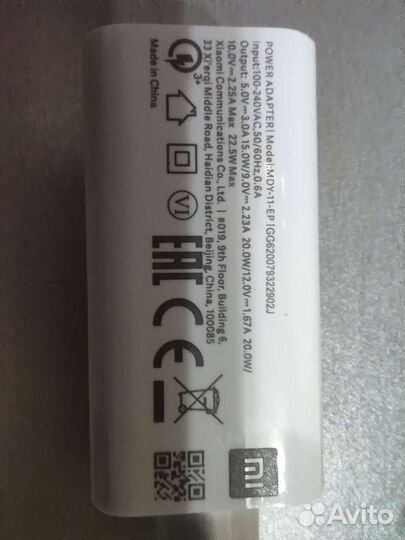 POWER ADAPTER | Model:MDY-11-EP |GG620079322902J
Input:100-240VAC,50/60Hz,0.6A
Output: 5.0V⎓3.0A 15.0W/9.0V⎓2.23A 20.0W/12.0V⎓1.67A 20.0W/
10.0V⎓2.25A Max 22.5W Max
Xiaomi Communications Co., Ltd. | #019, 9th Floor, Building 6,
33 Xi'erqi Middle Road, Haidian District, Beijing, China, 100085
3+
VI
EAC CE
Made in China
mi
Avito